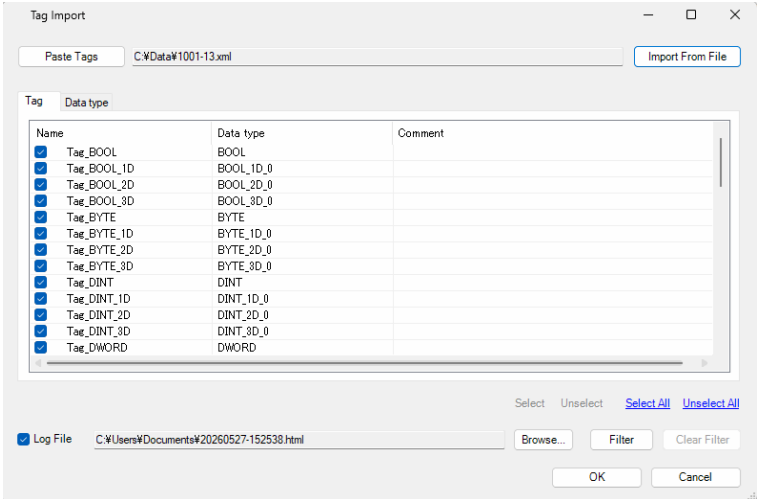 Tag Import
Paste Tags C:¥Data¥1001-13.xml Import From File
Tag Data type
Name Data type Comment
Tag_BOOL BOOL
Tag_BOOL_1D BOOL_1D_0
Tag_BOOL_2D BOOL_2D_0
Tag_BOOL_3D BOOL_3D_0
Tag_BYTE BYTE
Tag_BYTE_1D BYTE_1D_0
Tag_BYTE_2D BYTE_2D_0
Tag_BYTE_3D BYTE_3D_0
Tag_DINT DINT
Tag_DINT_1D DINT_1D_0
Tag_DINT_2D DINT_2D_0
Tag_DINT_3D DINT_3D_0
Tag_DWORD DWORD
Select Unselect Select All Unselect All
Log File C:¥Users¥Documents¥20260527-152538.html Browse... Filter Clear Filter
OK Cancel